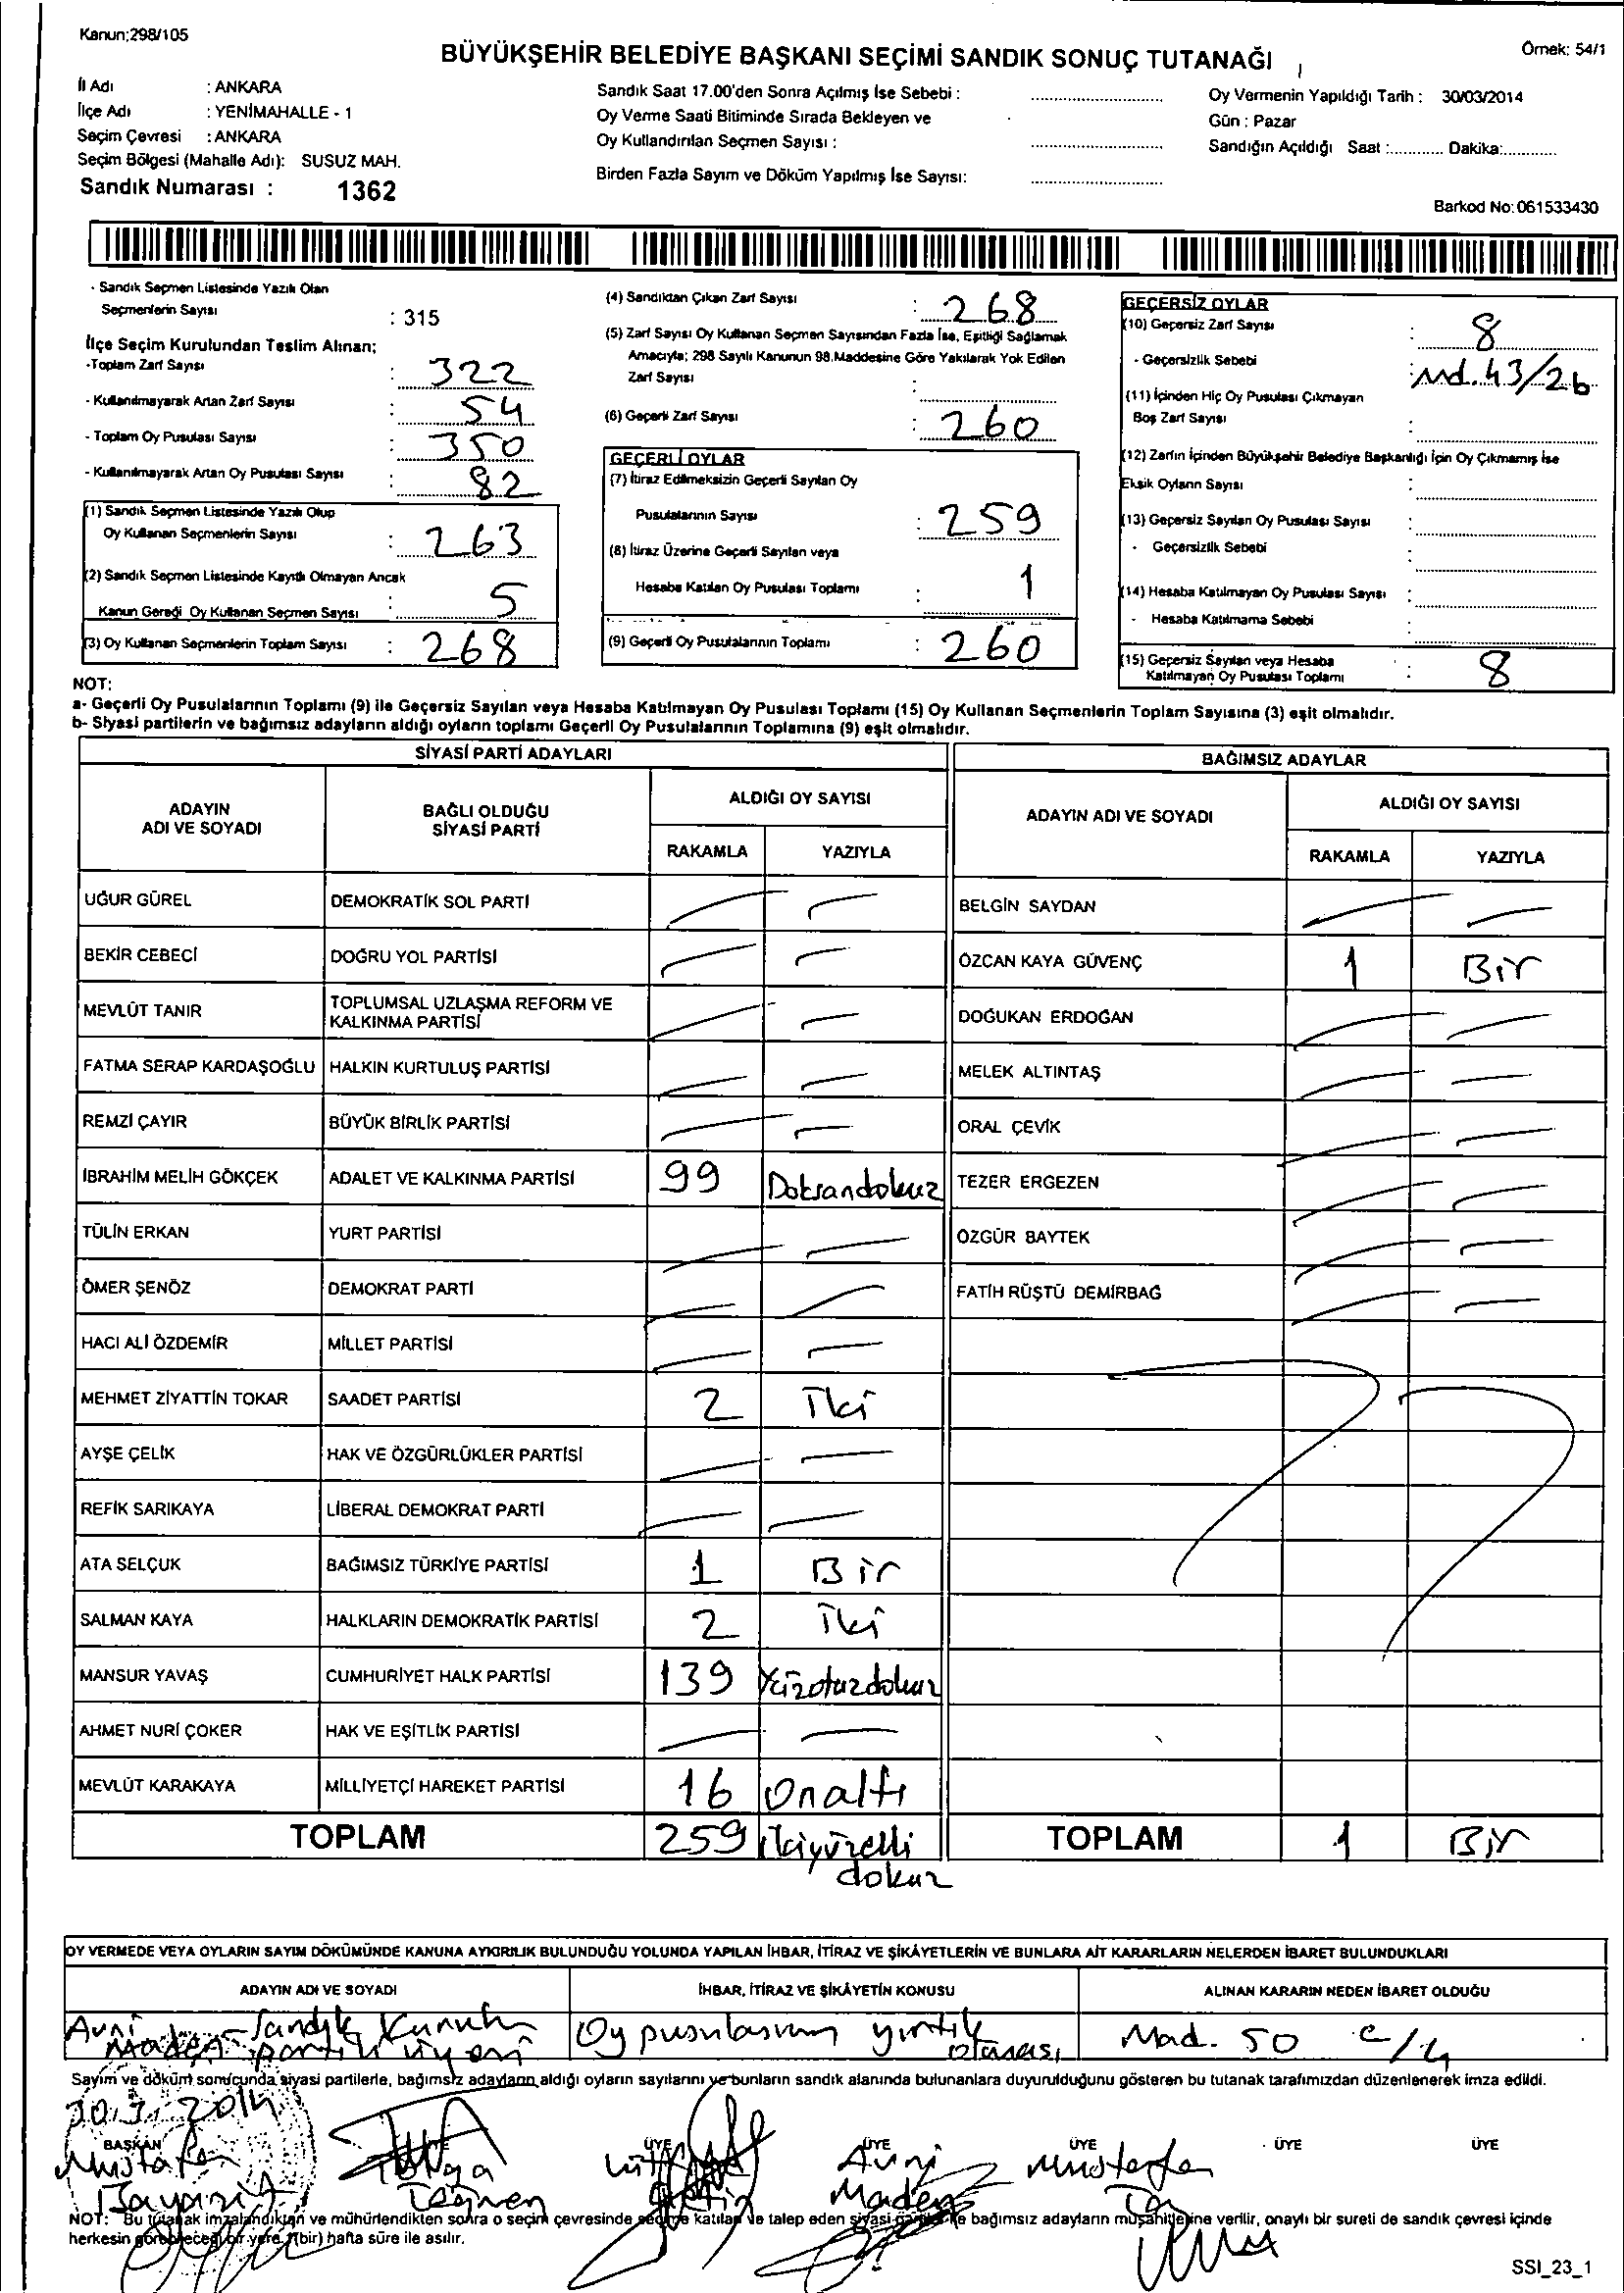 Kanun;298/105
BÜYÜKŞEHİR BELEDİYE BAŞKANI SEÇİMİ SANDIK SONUÇ TUTANAĞI
Örnek: 54/1
İl Adı : ANKARA
İlçe Adı : YENİMAHALLE - 1
Seçim Çevresi : ANKARA
Seçim Bölgesi (Mahalle Adı): SUSUZ MAH.
Sandık Numarası : 1362
Sandık Saat 17.00'den Sonra Açılmış İse Sebebi :
Oy Verme Saati Bitiminde Sırada Bekleyen ve
Oy Kullandırılan Seçmen Sayısı :
Birden Fazla Sayım ve Döküm Yapılmış İse Sayısı:
Oy Vermenin Yapıldığı Tarih : 30/03/2014
Gün : Pazar
Sandığın Açıldığı Saat :............ Dakika:............
Barkod No: 061533430
- Sandık Seçmen Listesinde Yazılı Olan
Seçmenlerin Sayısı : 315
İlçe Seçim Kurulundan Teslim Alınan;
-Toplam Zarf Sayısı : 322
- Kullanılmayarak Artan Zarf Sayısı : 54
- Toplam Oy Pusulası Sayısı : 350
- Kullanılmayarak Artan Oy Pusulası Sayısı : 82
(1) Sandık Seçmen Listesinde Yazılı Olup
Oy Kullanan Seçmenlerin Sayısı : 263
(2) Sandık Seçmen Listesinde Kayıtlı Olmayan Ancak
Kanun Gereği Oy Kullanan Seçmen Sayısı : 5
(3) Oy Kullanan Seçmenlerin Toplam Sayısı : 268
(4) Sandıktan Çıkan Zarf Sayısı : 268
(5) Zarf Sayısı Oy Kullanan Seçmen Sayısından Fazla İse, Eşitliği Sağlamak
Amacıyla; 298 Sayılı Kanunun 98.Maddesine Göre Yakılarak Yok Edilen
Zarf Sayısı :
(6) Geçerli Zarf Sayısı : 260
GEÇERLİ OYLAR
(7) İtiraz Edilmeksizin Geçerli Sayılan Oy
Pusulalarının Sayısı : 259
(8) İtiraz Üzerine Geçerli Sayılan veya
Hesaba Katılan Oy Pusulası Toplamı : 1
(9) Geçerli Oy Pusulalarının Toplamı : 260
GEÇERSİZ OYLAR
(10) Geçersiz Zarf Sayısı : 8
- Geçersizlik Sebebi : Md. 43/2b
(11) İçinden Hiç Oy Pusulası Çıkmayan
Boş Zarf Sayısı :
(12) Zarfın İçinden Büyükşehir Belediye Başkanlığı İçin Oy Çıkmamış İse
Eksik Oyların Sayısı :
(13) Geçersiz Sayılan Oy Pusulası Sayısı :
- Geçersizlik Sebebi
(14) Hesaba Katılmayan Oy Pusulası Sayısı :
- Hesaba Katılmama Sebebi
(15) Geçersiz Sayılan veya Hesaba
Katılmayan Oy Pusulası Toplamı : 8
NOT:
a- Geçerli Oy Pusulalarının Toplamı (9) ile Geçersiz Sayılan veya Hesaba Katılmayan Oy Pusulası Toplamı (15) Oy Kullanan Seçmenlerin Toplam Sayısına (3) eşit olmalıdır.
b- Siyasi partilerin ve bağımsız adayların aldığı oyların toplamı Geçerli Oy Pusulalarının Toplamına (9) eşit olmalıdır.
SİYASİ PARTİ ADAYLARI
ADAYIN ADI VE SOYADI BAĞLI OLDUĞU SİYASİ PARTİ ALDIĞI OY SAYISI
RAKAMLA YAZIYLA
UĞUR GÜREL DEMOKRATİK SOL PARTİ
BEKİR CEBECİ DOĞRU YOL PARTİSİ
MEVLÜT TANIR TOPLUMSAL UZLAŞMA REFORM VE
KALKINMA PARTİSİ
FATMA SERAP KARDAŞOĞLU HALKIN KURTULUŞ PARTİSİ
REMZİ ÇAYIR BÜYÜK BİRLİK PARTİSİ
İBRAHİM MELİH GÖKÇEK ADALET VE KALKINMA PARTİSİ 99 Doksandokuz
TÜLİN ERKAN YURT PARTİSİ
ÖMER ŞENÖZ DEMOKRAT PARTİ
HACI ALİ ÖZDEMİR MİLLET PARTİSİ
MEHMET ZİYATTİN TOKAR SAADET PARTİSİ 2 İki
AYŞE ÇELİK HAK VE ÖZGÜRLÜKLER PARTİSİ
REFİK SARIKAYA LİBERAL DEMOKRAT PARTİ
ATA SELÇUK BAĞIMSIZ TÜRKİYE PARTİSİ 1 Bir
SALMAN KAYA HALKLARIN DEMOKRATİK PARTİSİ 2 İki
MANSUR YAVAŞ CUMHURİYET HALK PARTİSİ 139 Yüzotuzdokuz
AHMET NURİ ÇOKER HAK VE EŞİTLİK PARTİSİ
MEVLÜT KARAKAYA MİLLİYETÇİ HAREKET PARTİSİ 16 Onaltı
TOPLAM 259 ikiyüzelli
dokuz
BAĞIMSIZ ADAYLAR
ADAYIN ADI VE SOYADI ALDIĞI OY SAYISI
RAKAMLA YAZIYLA
BELGİN SAYDAN
ÖZCAN KAYA GÜVENÇ 1 Bir
DOĞUKAN ERDOĞAN
MELEK ALTINTAŞ
ORAL ÇEVİK
TEZER ERGEZEN
ÖZGÜR BAYTEK
FATİH RÜŞTÜ DEMİRBAĞ
TOPLAM 1 Bir
OY VERMEDE VEYA OYLARIN SAYIM DÖKÜMÜNDE KANUNA AYKIRILIK BULUNDUĞU YOLUNDA YAPILAN İHBAR, İTİRAZ VE ŞİKÂYETLERİN VE BUNLARA AİT KARARLARIN NELERDEN İBARET BULUNDUKLARI
ADAYIN ADI VE SOYADI İHBAR, İTİRAZ VE ŞİKÂYETİN KONUSU ALINAN KARARIN NEDEN İBARET OLDUĞU
Avni Sandık Kurulu Oy pusulasının yırtık Mad. 50 c/4
Maden partili üyesi olması
Sayım ve döküm sonucunda siyasi partilerle, bağımsız adayların aldığı oyların sayılarını ve bunların sandık alanında bulunanlara duyurulduğunu gösteren bu tutanak tarafımızdan düzenlenerek imza edildi.
30.3.2014
BAŞKAN ÜYE ÜYE ÜYE ÜYE ÜYE
Mustafa Tolga Avni Mustafa
Teğmen Maden
NOT: Bu tutanak imzalandıktan ve mühürlendikten sonra o seçim çevresinde seçime katılan ve talep eden siyasi partiler ile bağımsız adayların müşahitlerine verilir, onaylı bir sureti de sandık çevresi içinde
herkesin görebileceği bir yere 7(bir) hafta süre ile asılır.
SSI_23_1